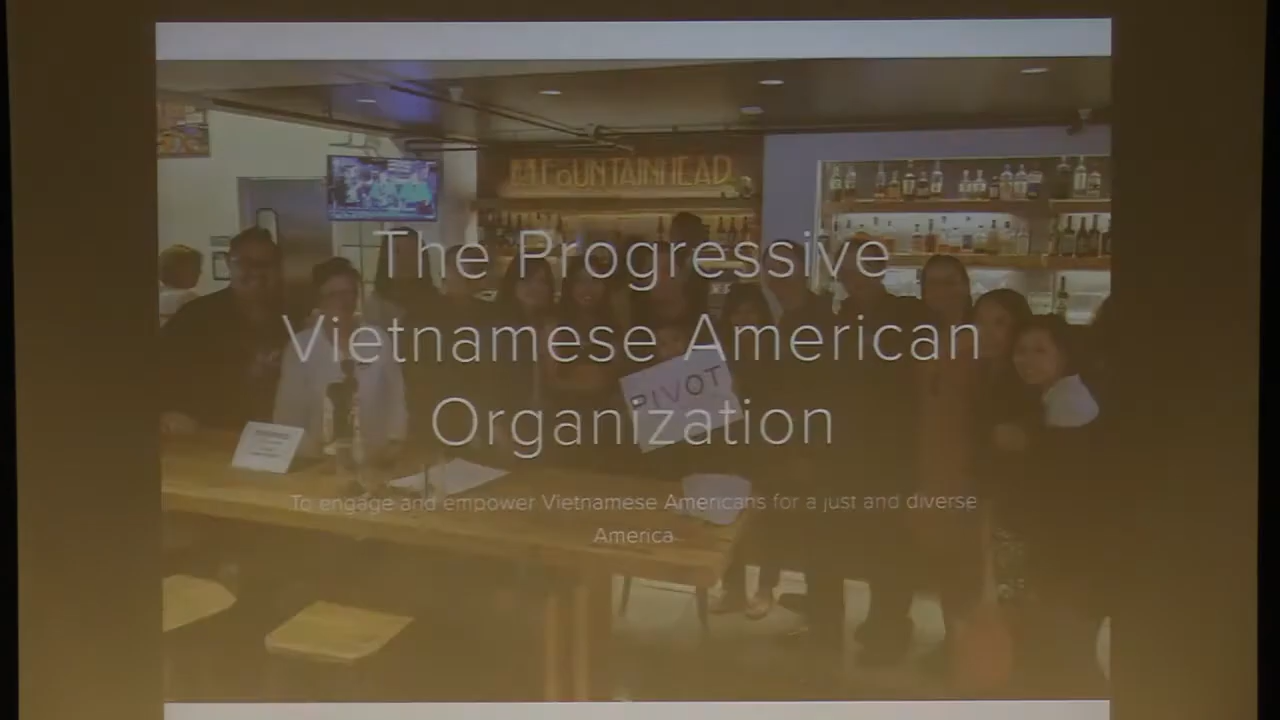 FOUNTAINHEAD
The Progressive
Vietnamese American
PIVOT
Organization
To engage and empower Vietnamese Americans for a just and diverse
America